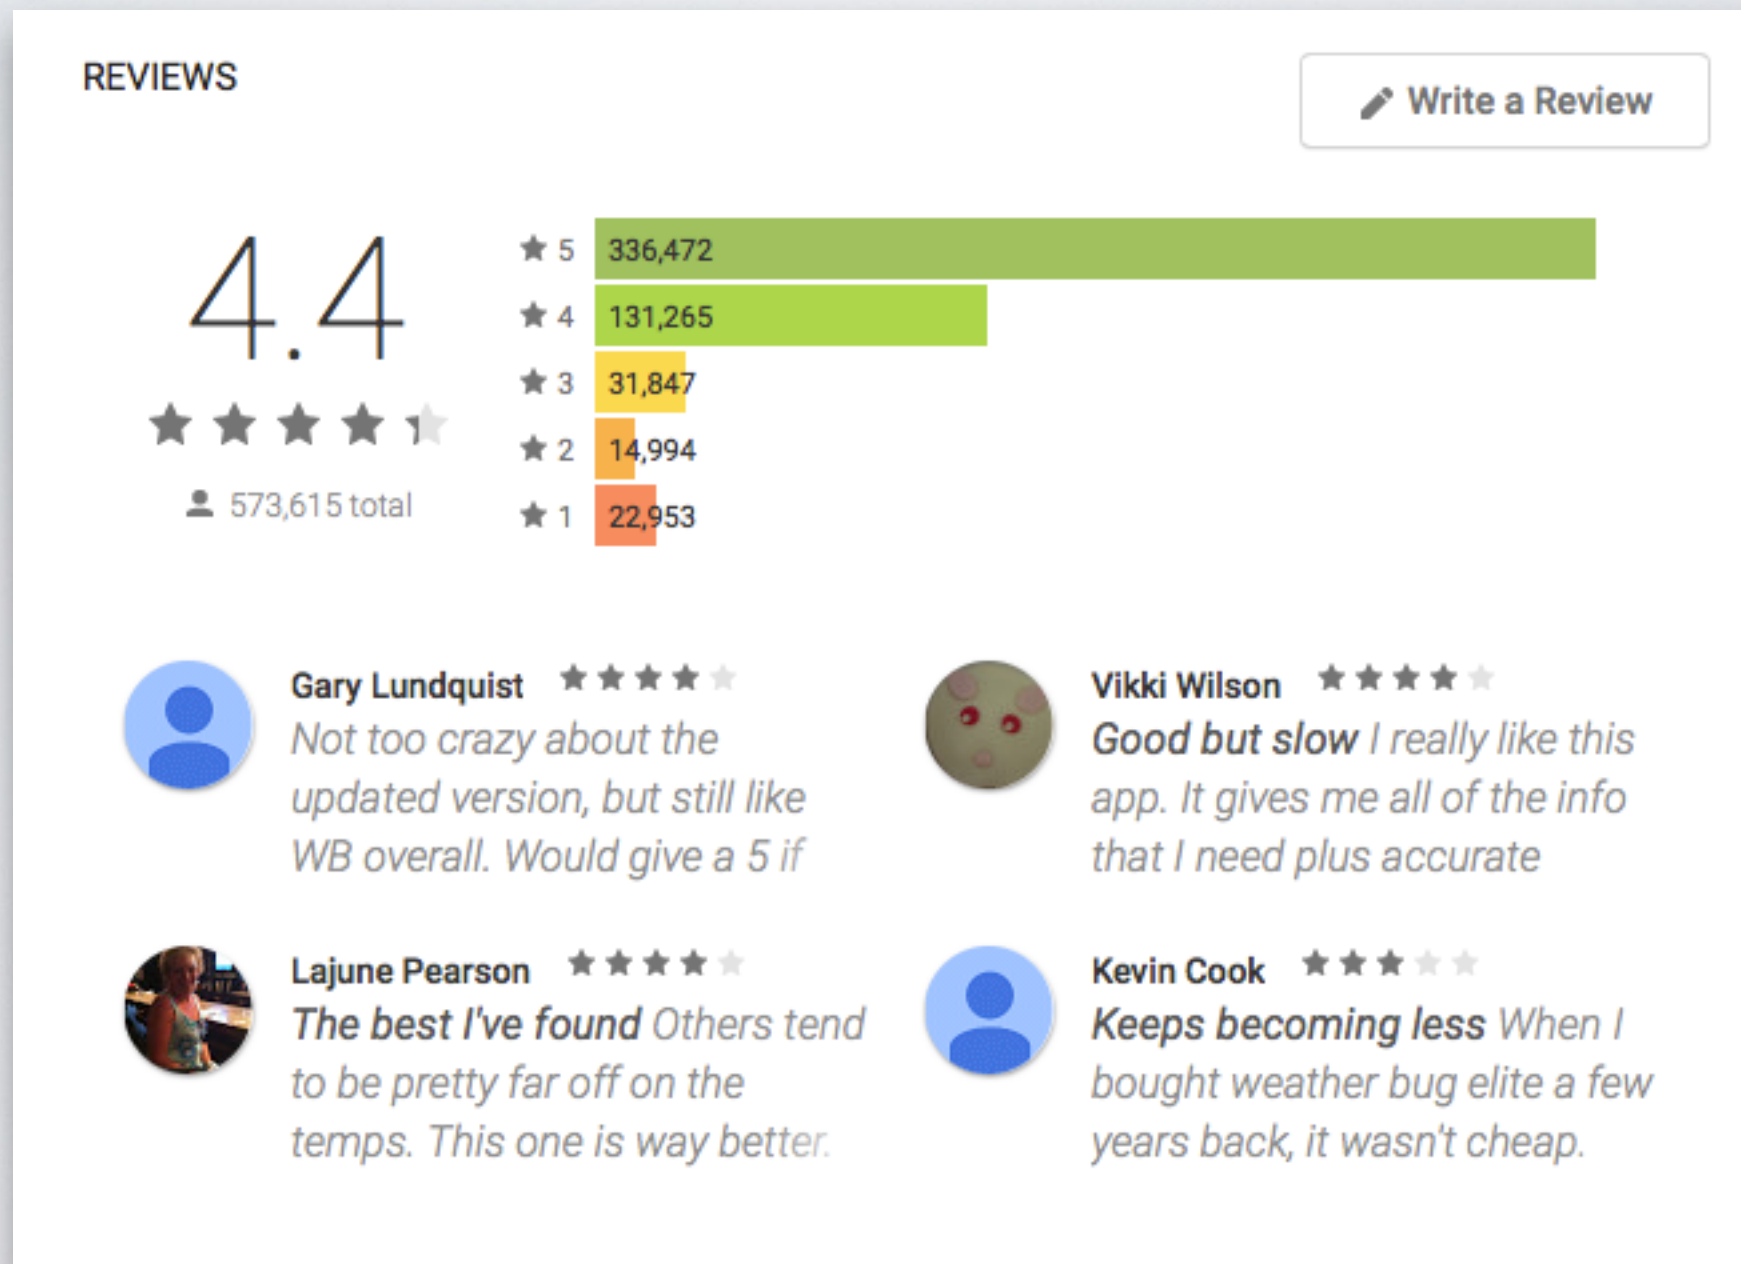 REVIEWS
Write a Review
4.4
573,615 total
5 336,472
4 131,265
3 31,847
2 14,994
1 22,953
Gary Lundquist
Not too crazy about the
updated version, but still like
WB overall. Would give a 5 if
Vikki Wilson
Good but slow I really like this
app. It gives me all of the info
that I need plus accurate
Lajune Pearson
The best I've found Others tend
to be pretty far off on the
temps. This one is way better.
Kevin Cook
Keeps becoming less When I
bought weather bug elite a few
years back, it wasn't cheap.